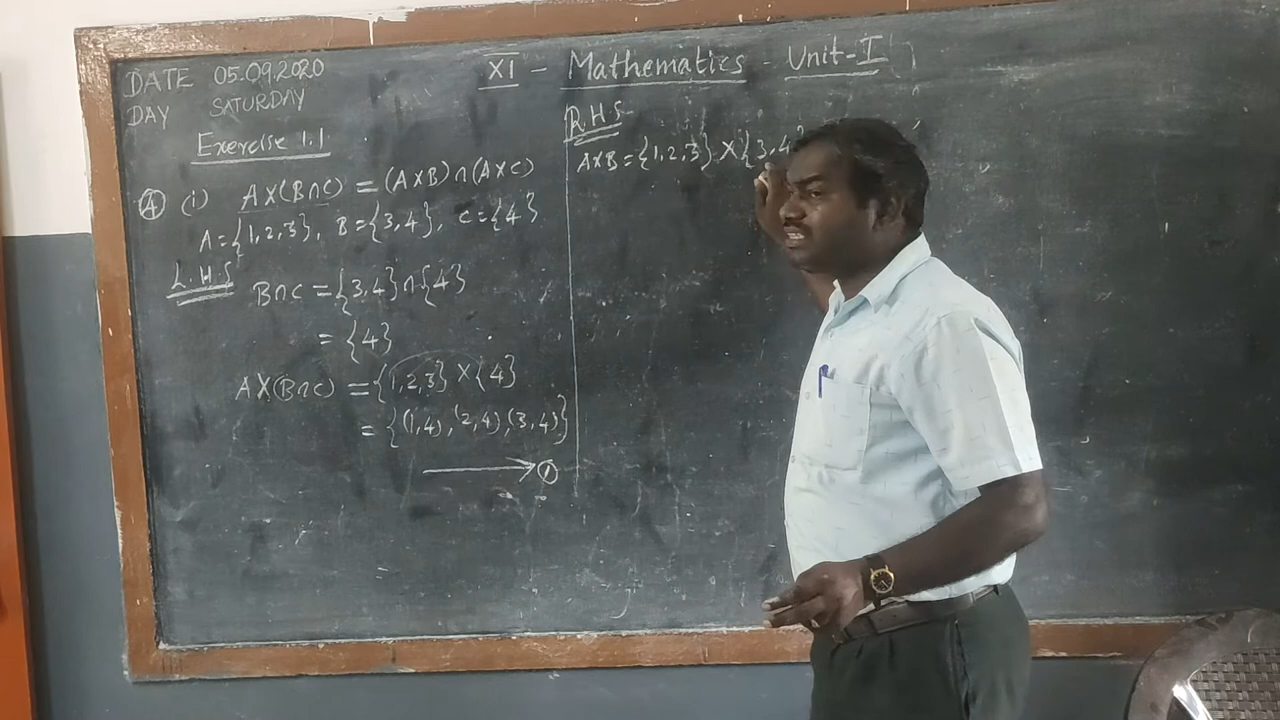 DATE 05.09.2020
DAY SATURDAY
XI - Mathematics - Unit-I
Exercise 1.1
④ (i) A×(B∩C) = (A×B)∩(A×C)
A={1,2,3}, B={3,4}, C={4}
L.H.S
B∩C = {3,4}∩{4}
= {4}
A×(B∩C) = {1,2,3} × {4}
= {(1,4),(2,4),(3,4)}
→ ①
R.H.S
A×B = {1,2,3} × {3,4